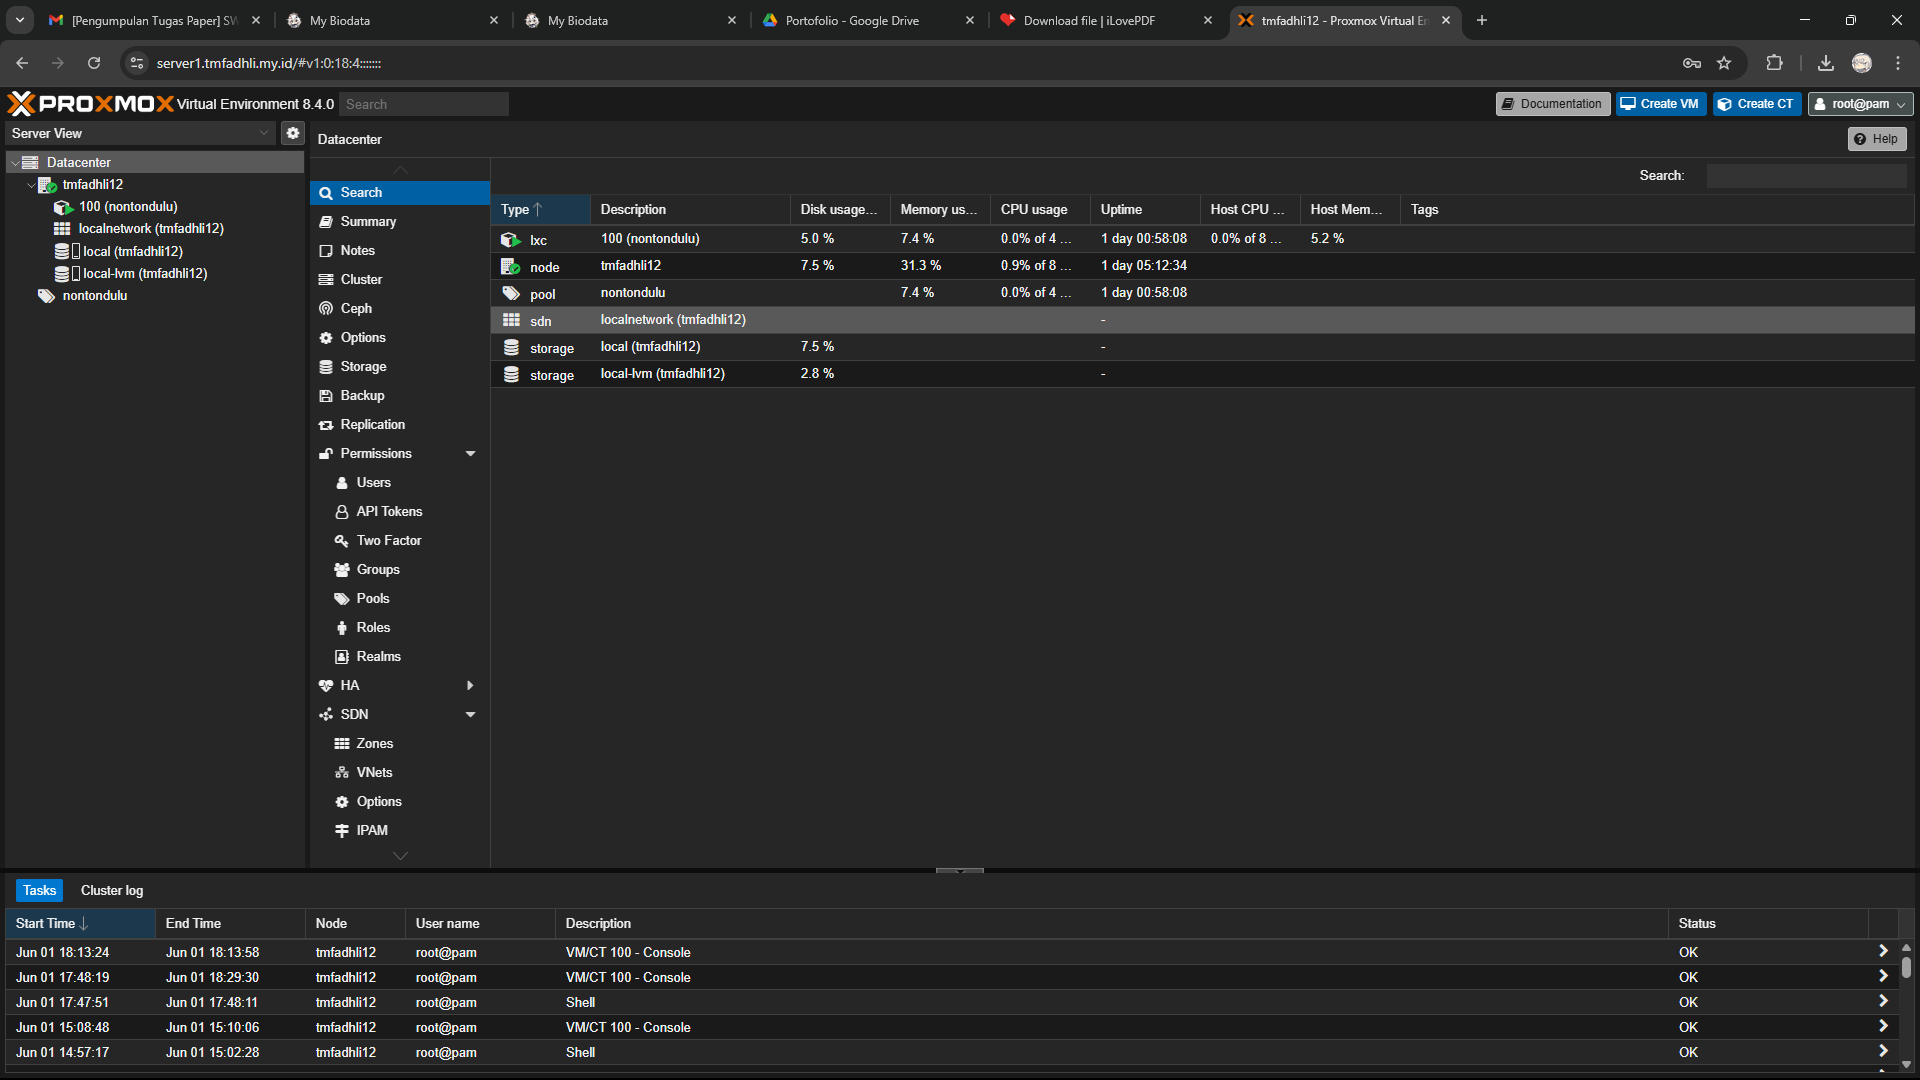 [Pengumpulan Tugas Paper] SW
My Biodata
My Biodata
Portofolio - Google Drive
Download file | iLovePDF
tmfadhli12 - Proxmox Virtual En
server1.tmfadhli.my.id/#v1:0:18:4:::::::
PROXMOX Virtual Environment 8.4.0
Search
Documentation
Create VM
Create CT
root@pam
Server View
Datacenter
tmfadhli12
100 (nontondulu)
localnetwork (tmfadhli12)
local (tmfadhli12)
local-lvm (tmfadhli12)
nontondulu
Datacenter
Help
Search
Summary
Notes
Cluster
Ceph
Options
Storage
Backup
Replication
Permissions
Users
API Tokens
Two Factor
Groups
Pools
Roles
Realms
HA
SDN
Zones
VNets
Options
IPAM
Search:
Type Description Disk usage... Memory us... CPU usage Uptime Host CPU ... Host Mem... Tags
lxc 100 (nontondulu) 5.0 % 7.4 % 0.0% of 4 ... 1 day 00:58:08 0.0% of 8 ... 5.2 %
node tmfadhli12 7.5 % 31.3 % 0.9% of 8 ... 1 day 05:12:34
pool nontondulu 7.4 % 0.0% of 4 ... 1 day 00:58:08
sdn localnetwork (tmfadhli12) -
storage local (tmfadhli12) 7.5 % -
storage local-lvm (tmfadhli12) 2.8 % -
Tasks Cluster log
Start Time End Time Node User name Description Status
Jun 01 18:13:24 Jun 01 18:13:58 tmfadhli12 root@pam VM/CT 100 - Console OK
Jun 01 17:48:19 Jun 01 18:29:30 tmfadhli12 root@pam VM/CT 100 - Console OK
Jun 01 17:47:51 Jun 01 17:48:11 tmfadhli12 root@pam Shell OK
Jun 01 15:08:48 Jun 01 15:10:06 tmfadhli12 root@pam VM/CT 100 - Console OK
Jun 01 14:57:17 Jun 01 15:02:28 tmfadhli12 root@pam Shell OK